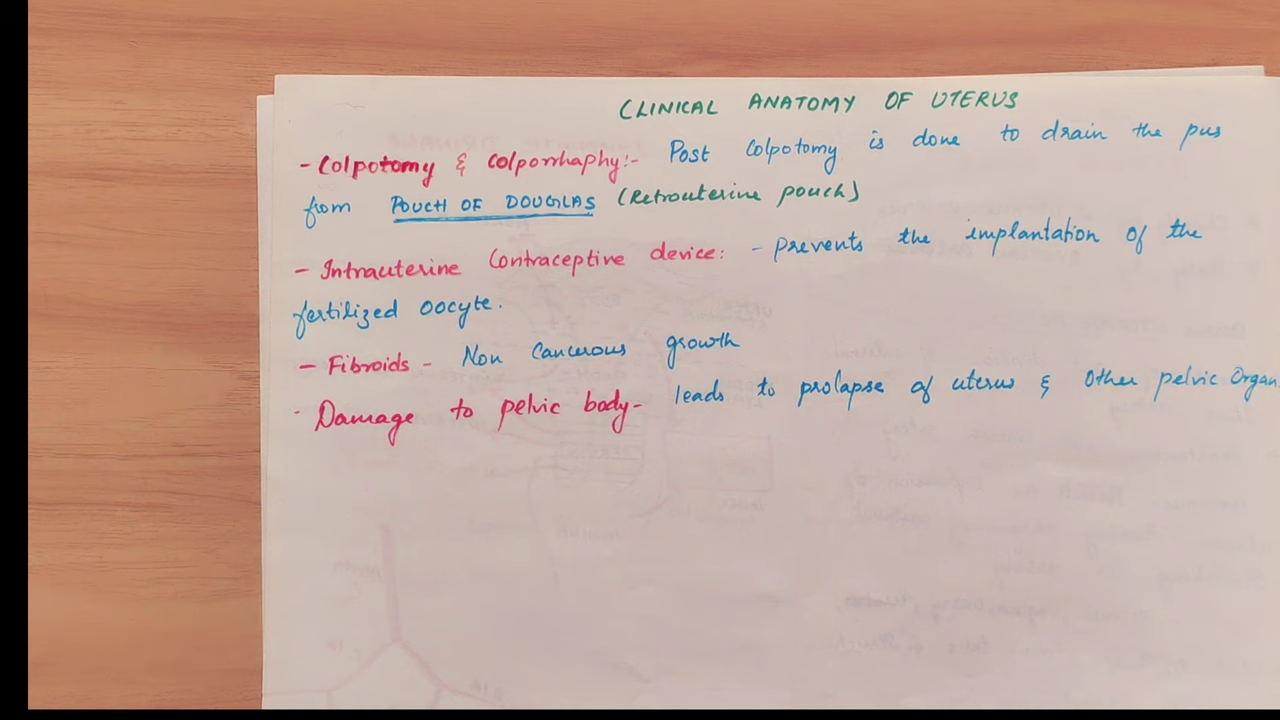 CLINICAL ANATOMY OF UTERUS
- Colpotomy & Colporrhaphy:- Post Colpotomy is done to drain the pus
from POUCH OF DOUGLAS (Retrouterine pouch)
- Intrauterine Contraceptive device: - prevents the implantation of the
fertilized oocyte.
- Fibroids - Non Cancerous growth
- Damage to pelvic body - leads to prolapse of uterus & Other pelvic Organ